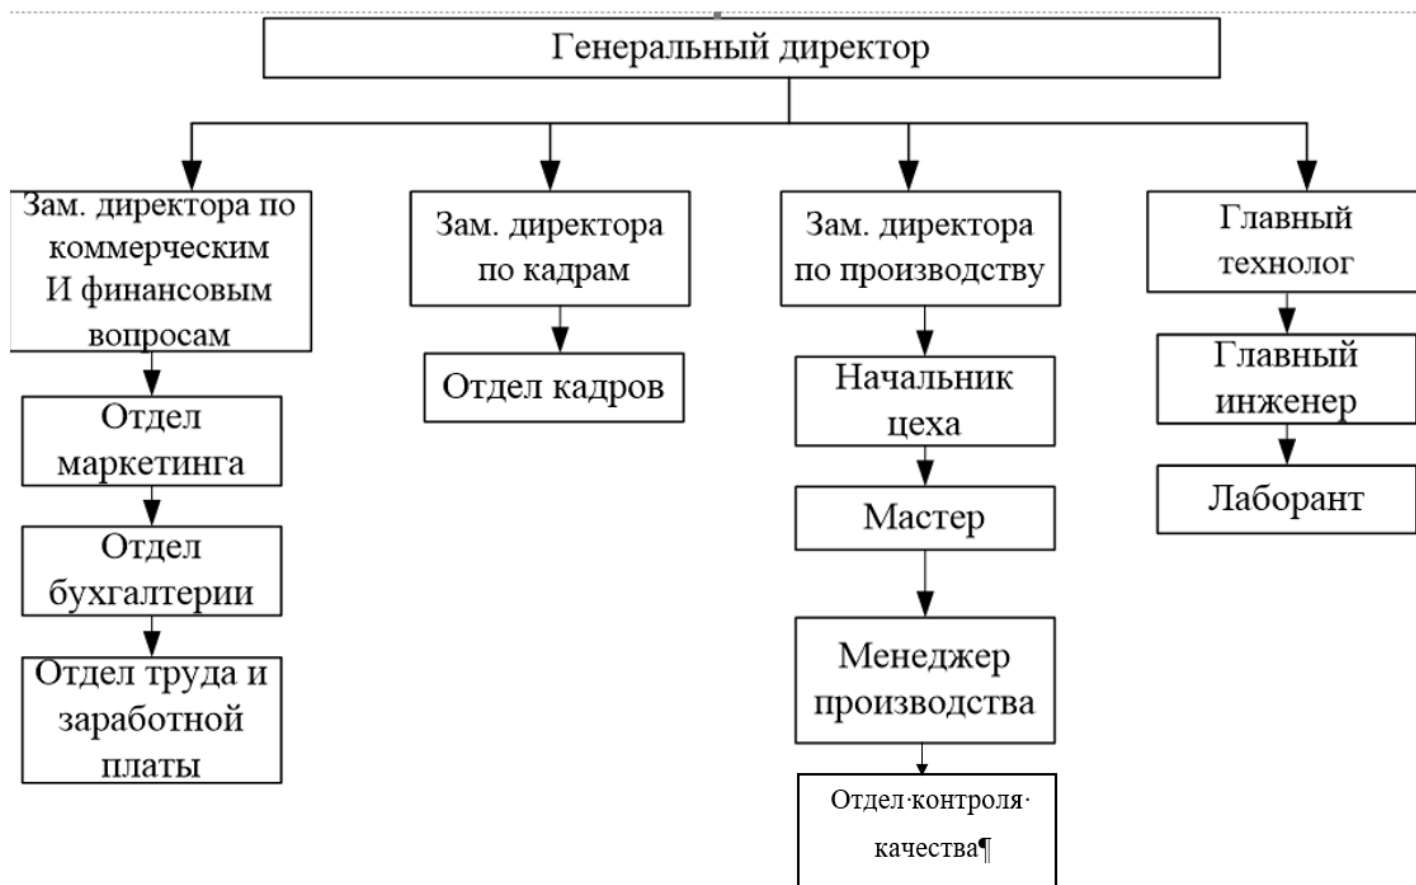 Генеральный директор
Зам. директора по
коммерческим
И финансовым
вопросам
Отдел
маркетинга
Отдел
бухгалтерии
Отдел труда и
заработной
платы
Зам. директора
по кадрам
Отдел кадров
Зам. директора
по производству
Начальник
цеха
Мастер
Менеджер
производства
Отдел·контроля·
качества¶
Главный
технолог
Главный
инженер
Лаборант